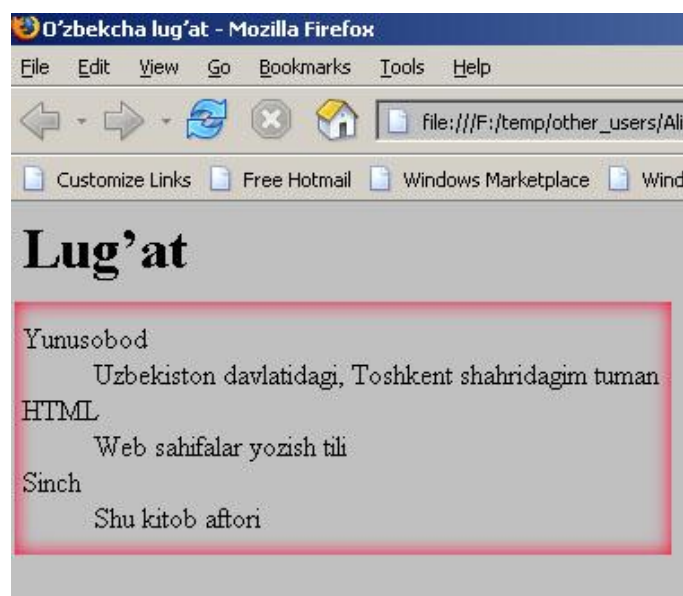 O’zbekcha lug’at - Mozilla Firefox
File Edit View Go Bookmarks Tools Help
file:///F:/temp/other_users/Ali
Customize Links Free Hotmail Windows Marketplace Wind
Lug’at
Yunusobod
Uzbekiston davlatidagi, Toshkent shahridagim tuman
HTML
Web sahifalar yozish tili
Sinch
Shu kitob aftori